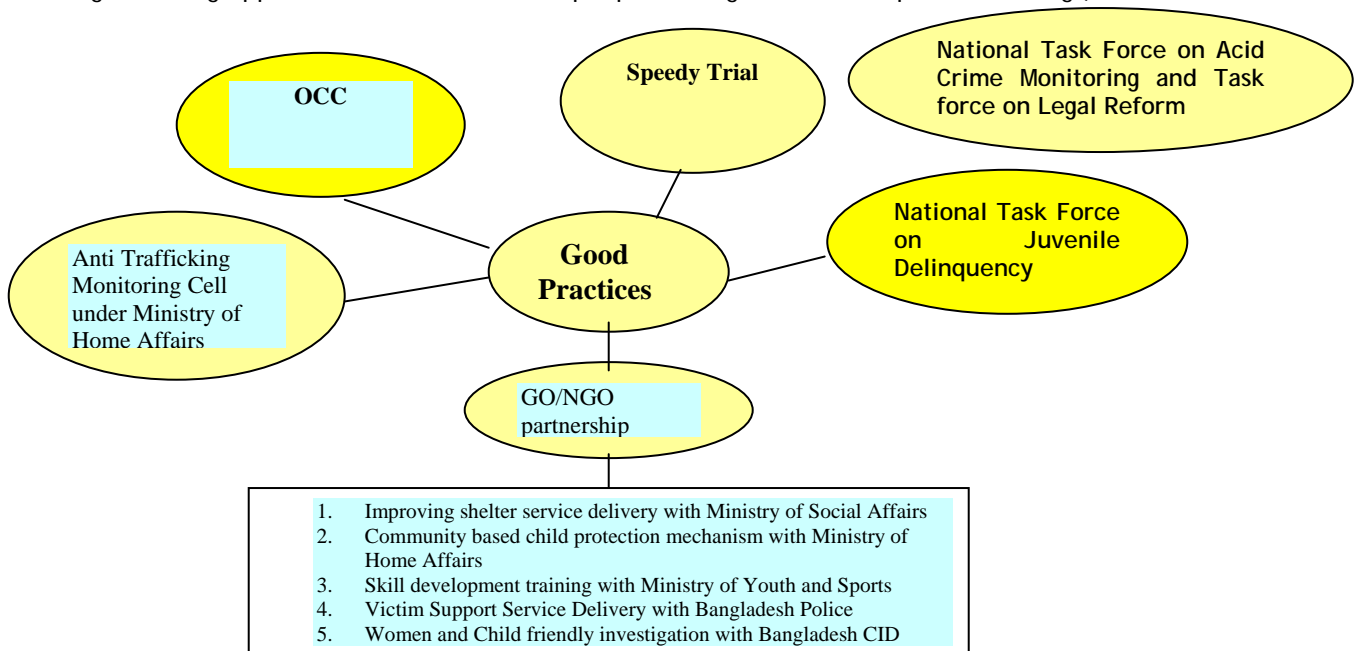 OCC
Speedy Trial
National Task Force on Acid
Crime Monitoring and Task
force on Legal Reform
National Task Force
on Juvenile
Delinquency
Good
Practices
Anti Trafficking
Monitoring Cell
under Ministry of
Home Affairs
GO/NGO
partnership
1. Improving shelter service delivery with Ministry of Social Affairs
2. Community based child protection mechanism with Ministry of
Home Affairs
3. Skill development training with Ministry of Youth and Sports
4. Victim Support Service Delivery with Bangladesh Police
5. Women and Child friendly investigation with Bangladesh CID